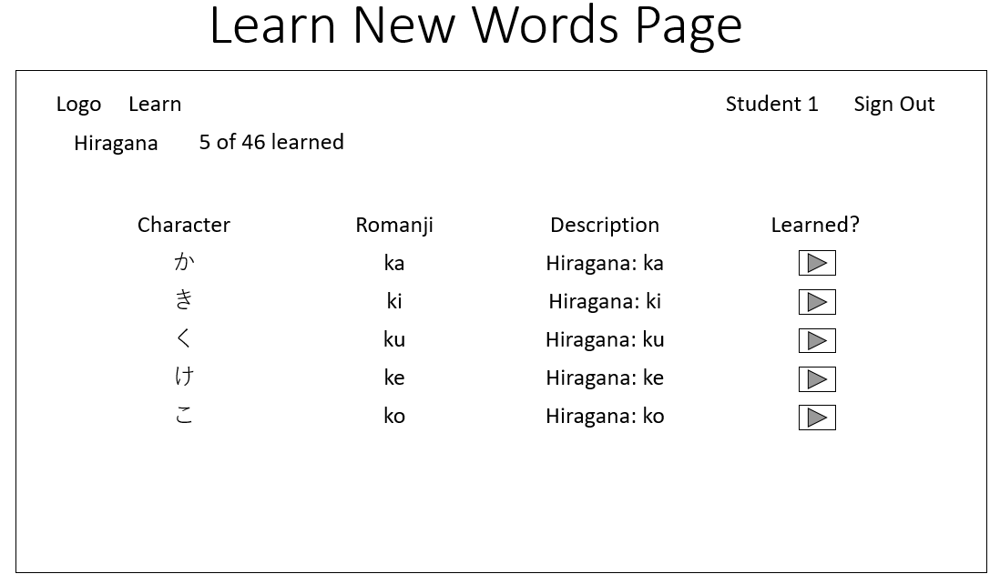 Learn New Words Page
Logo Learn Student 1 Sign Out
Hiragana 5 of 46 learned
Character Romanji Description Learned?
か ka Hiragana: ka
き ki Hiragana: ki
く ku Hiragana: ku
け ke Hiragana: ke
こ ko Hiragana: ko